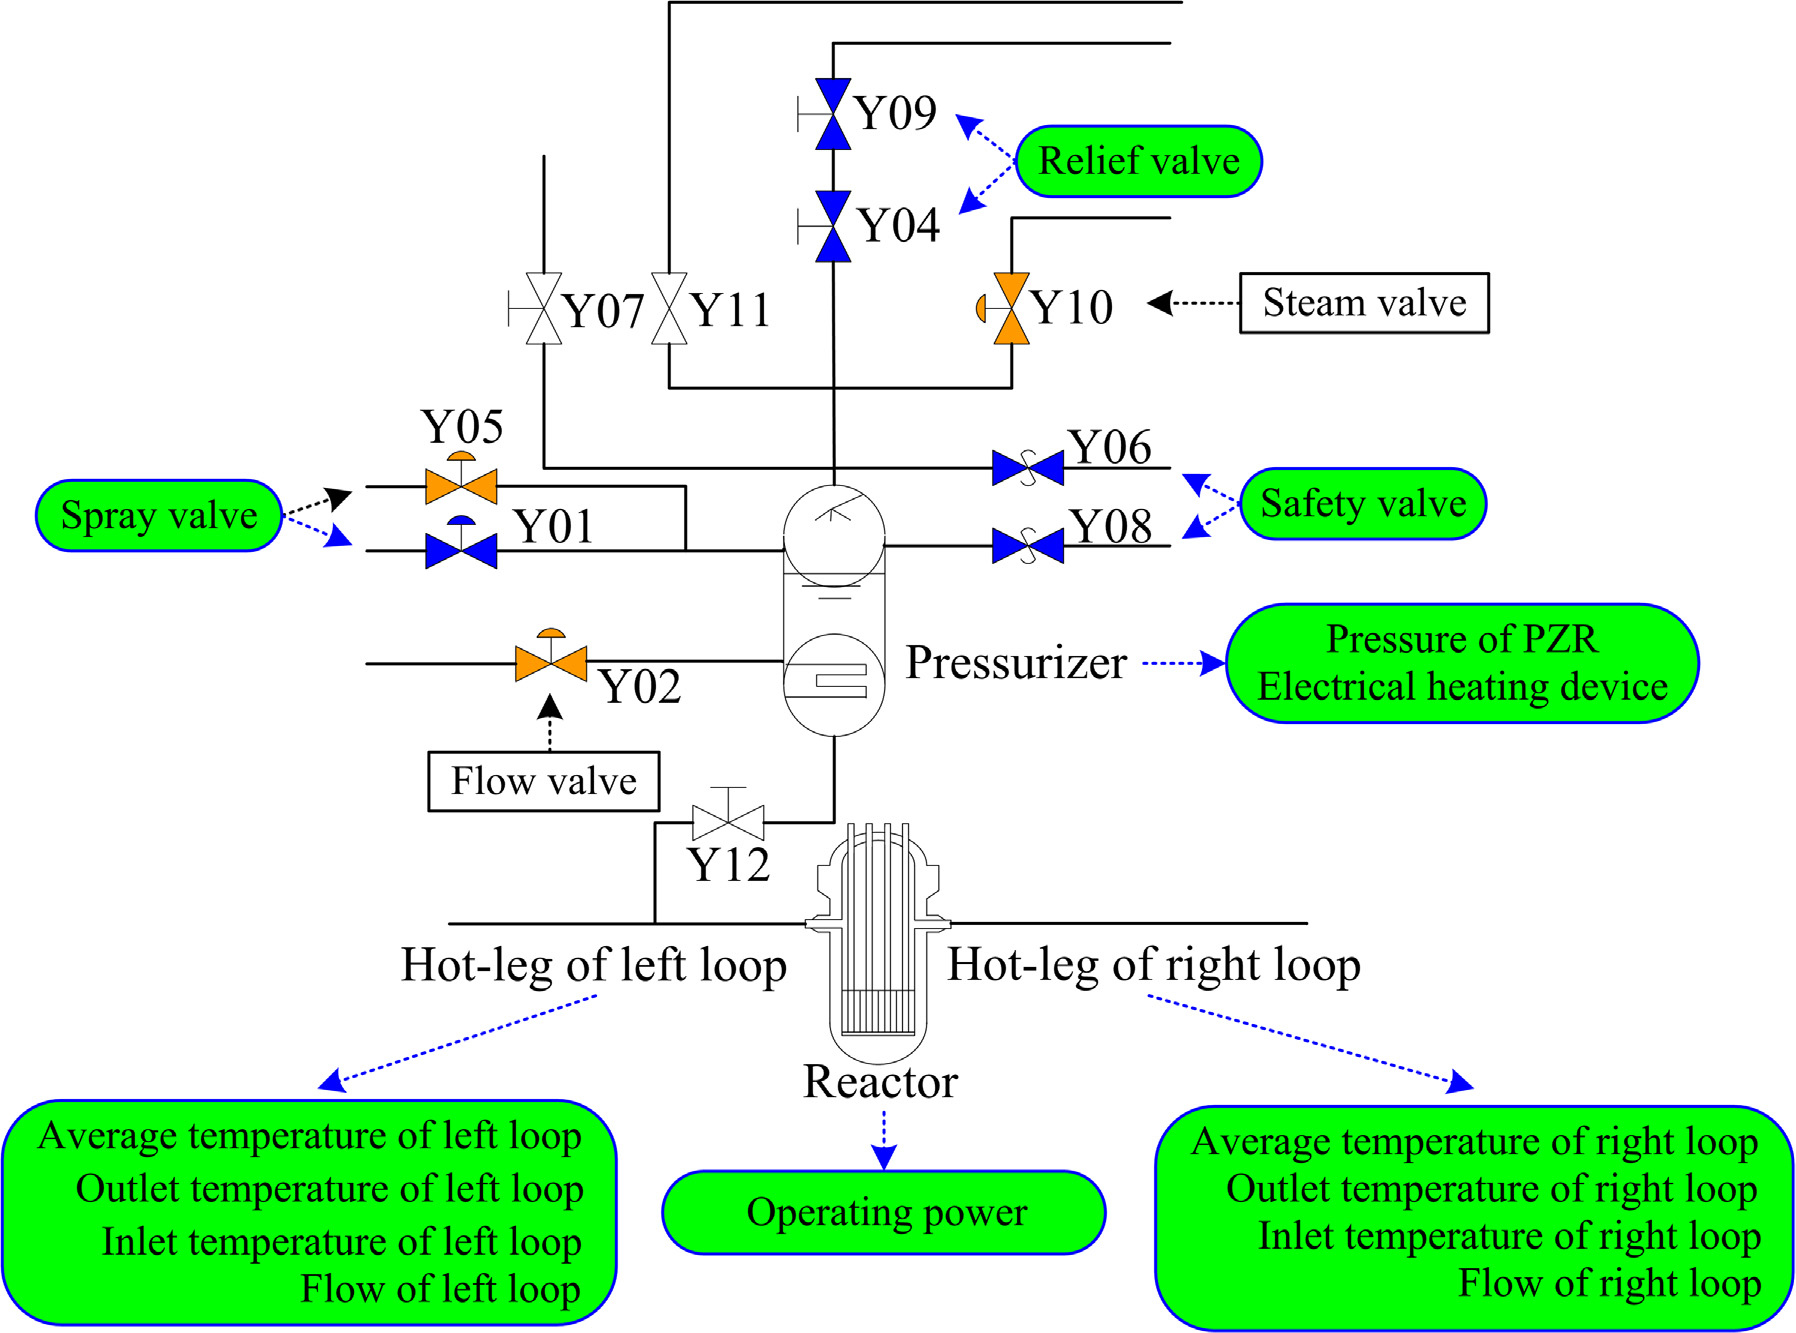 Y09
Relief valve
Y04
Y07
Y11
Y10
Steam valve
Y05
Y06
Spray valve
Y01
Y08
Safety valve
Pressurizer
Pressure of PZR
Electrical heating device
Y02
Flow valve
Y12
Hot-leg of left loop
Hot-leg of right loop
Reactor
Average temperature of left loop
Outlet temperature of left loop
Inlet temperature of left loop
Flow of left loop
Operating power
Average temperature of right loop
Outlet temperature of right loop
Inlet temperature of right loop
Flow of right loop